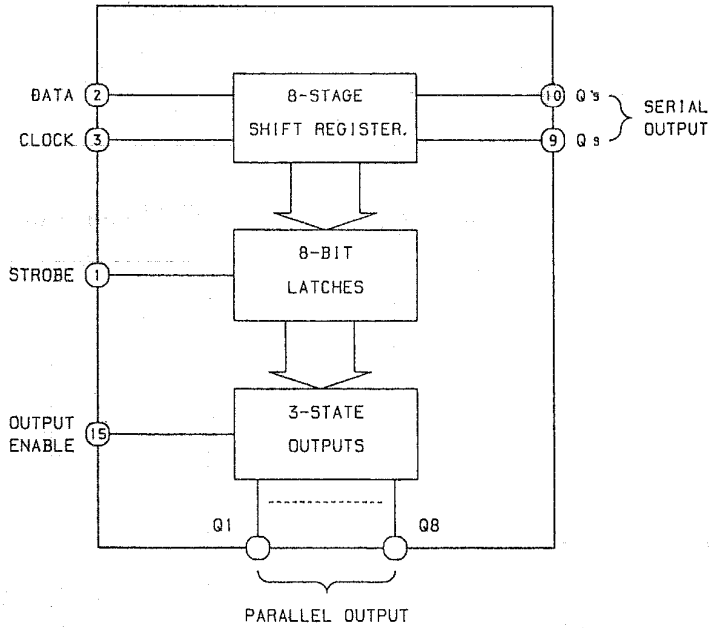 DATA
2
8-STAGE
SHIFT REGISTER.
10
Q's
SERIAL
OUTPUT
CLOCK
3
9
Qs
STROBE
1
8-BIT
LATCHES
OUTPUT
ENABLE
15
3-STATE
OUTPUTS
Q1
Q8
PARALLEL OUTPUT